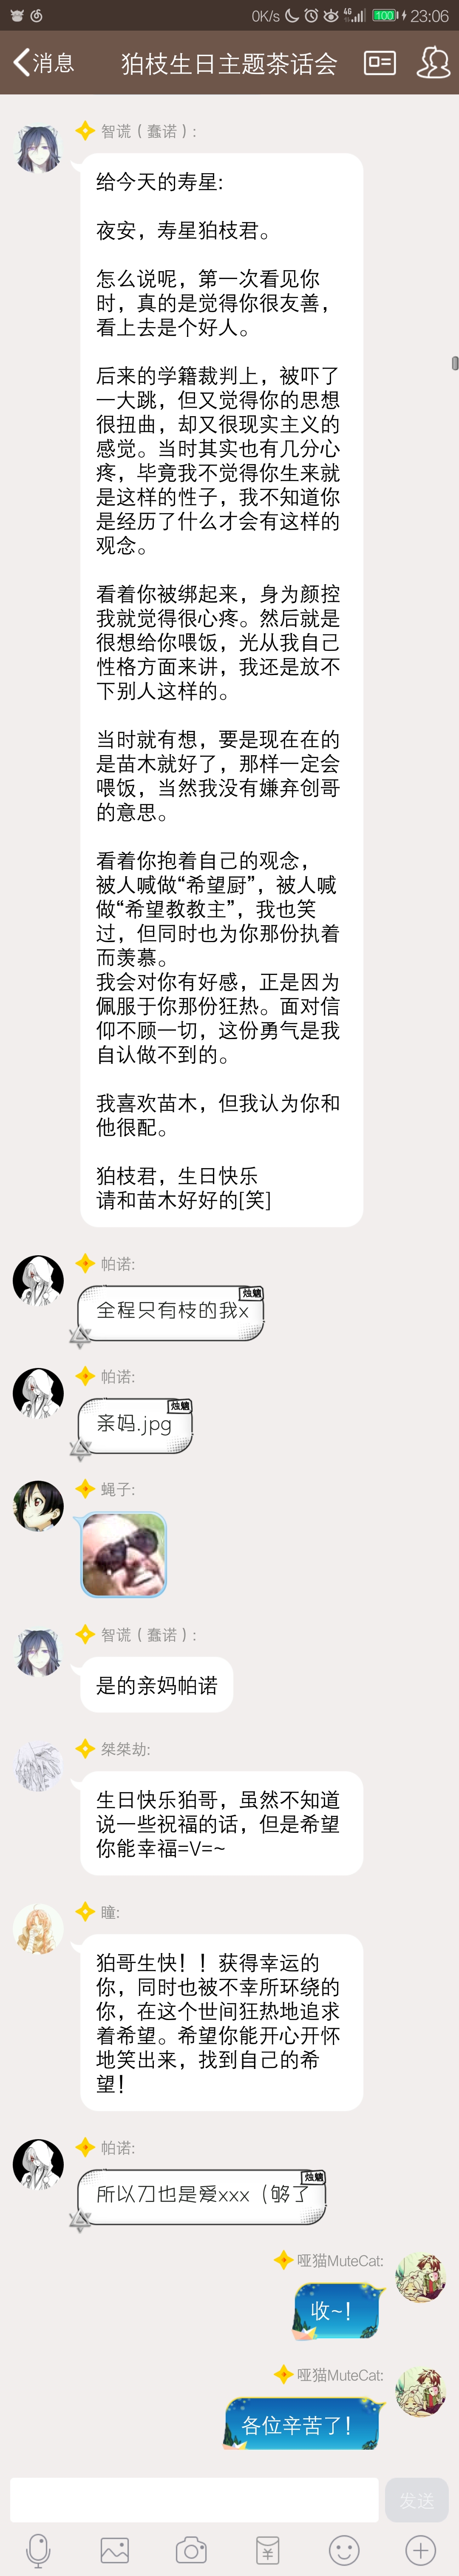 0K/s 4G 100 23:06
消息 狛枝生日主题茶话会
智谎（蠢诺）:
给今天的寿星:
夜安，寿星狛枝君。
怎么说呢，第一次看见你
时，真的是觉得你很友善，
看上去是个好人。
后来的学籍裁判上，被吓了
一大跳，但又觉得你的思想
很扭曲，却又很现实主义的
感觉。当时其实也有几分心
疼，毕竟我不觉得你生来就
是这样的性子，我不知道你
是经历了什么才会有这样的
观念。
看着你被绑起来，身为颜控
我就觉得很心疼。然后就是
很想给你喂饭，光从我自己
性格方面来讲，我还是放不
下别人这样的。
当时就有想，要是现在在的
是苗木就好了，那样一定会
喂饭，当然我没有嫌弃创哥
的意思。
看着你抱着自己的观念，
被人喊做“希望厨”，被人喊
做“希望教教主”，我也笑
过，但同时也为你那份执着
而羡慕。
我会对你有好感，正是因为
佩服于你那份狂热。面对信
仰不顾一切，这份勇气是我
自认做不到的。
我喜欢苗木，但我认为你和
他很配。
狛枝君，生日快乐
请和苗木好好的[笑]
帕诺:
烛魑
全程只有枝的我x
帕诺:
烛魑
亲妈.jpg
蝇子:
智谎（蠢诺）:
是的亲妈帕诺
桀桀劫:
生日快乐狛哥，虽然不知道
说一些祝福的话，但是希望
你能幸福=V=~
瞳:
狛哥生快！！获得幸运的
你，同时也被不幸所环绕的
你，在这个世间狂热地追求
着希望。希望你能开心开怀
地笑出来，找到自己的希
望！
帕诺:
烛魑
所以刀也是爱xxx（够了
哑猫MuteCat:
收~！
哑猫MuteCat:
各位辛苦了！
发送